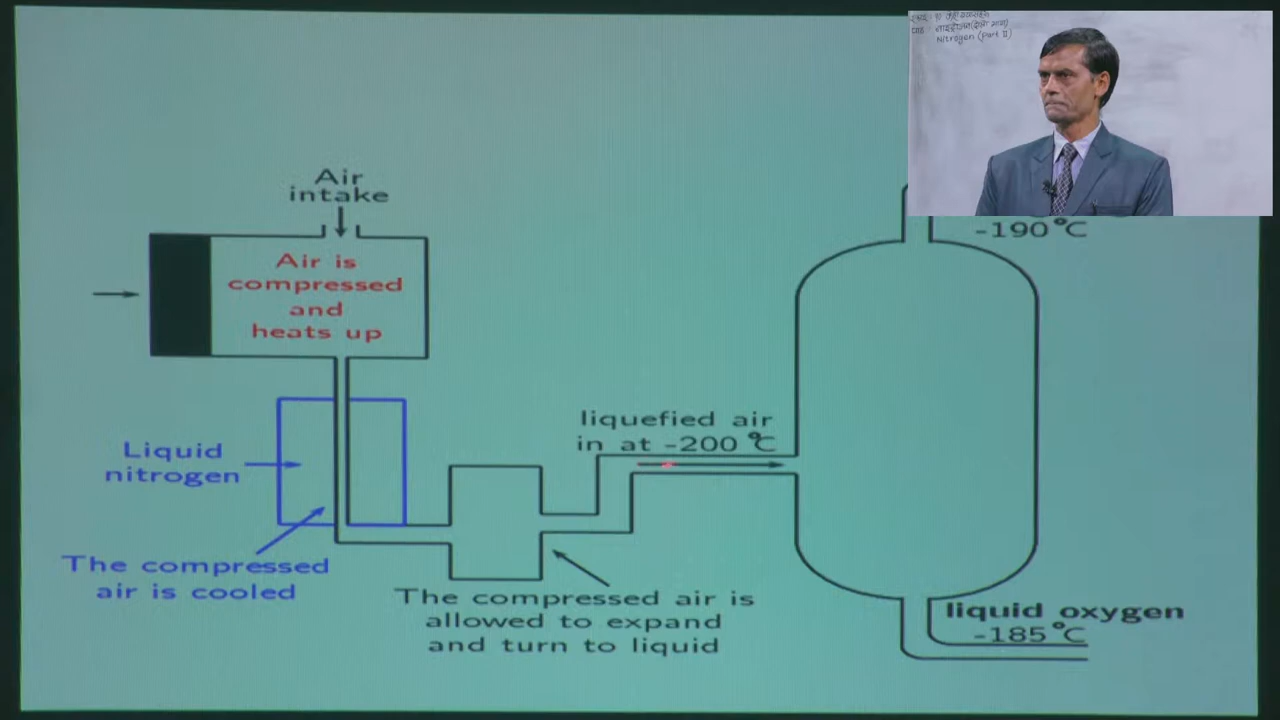 Nitrogen (Part II)
Air
intake
-190°C
Air is
compressed
and
heats up
liquefied air
in at -200 °C
Liquid
nitrogen
The compressed
air is cooled
The compressed air is
allowed to expand
and turn to liquid
liquid oxygen
-185°C